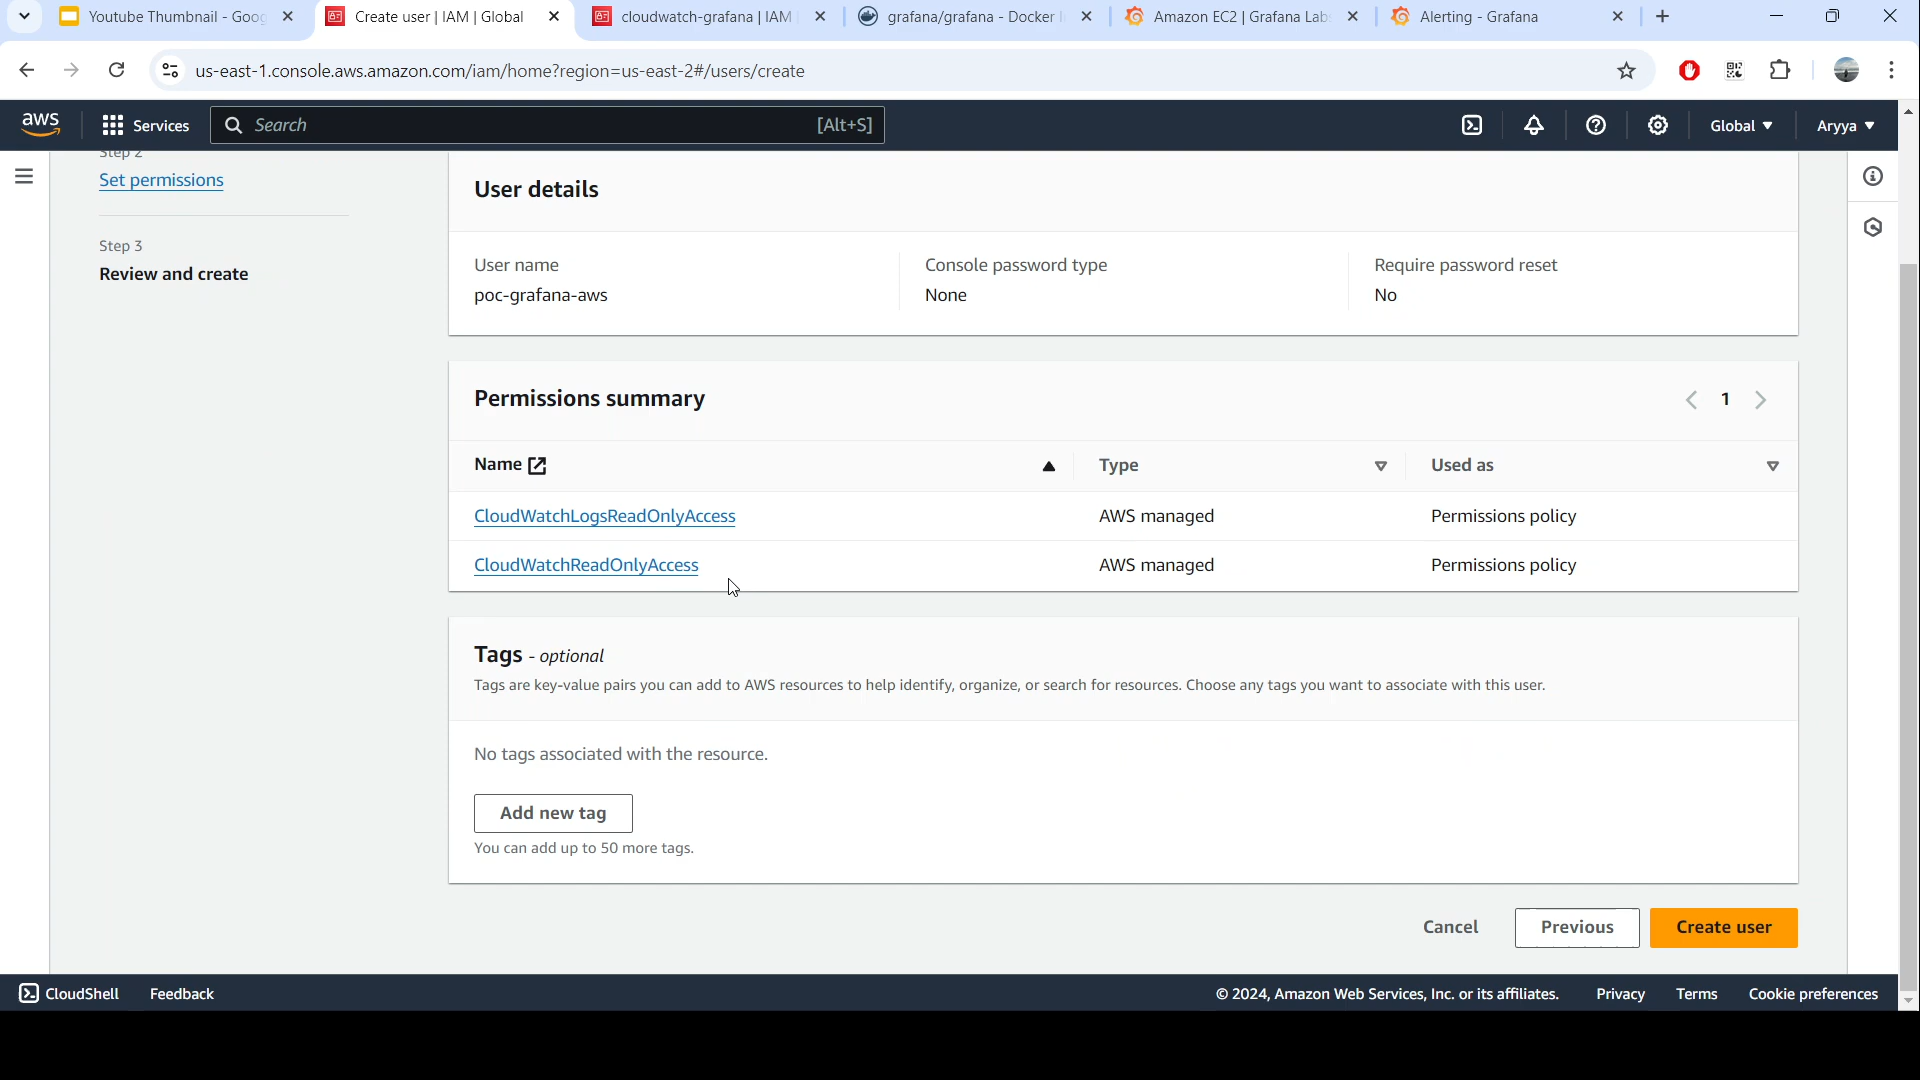 Youtube Thumbnail - Goog
Create user | IAM | Global
cloudwatch-grafana | IAM
grafana/grafana - Docker I
Amazon EC2 | Grafana Lab
Alerting - Grafana
us-east-1.console.aws.amazon.com/iam/home?region=us-east-2#/users/create
aws
Services
Search
[Alt+S]
Global
Aryya
Step 2
Set permissions
Step 3
Review and create
User details
User name
Console password type
Require password reset
poc-grafana-aws
None
No
Permissions summary
1
Name
Type
Used as
CloudWatchLogsReadOnlyAccess
AWS managed
Permissions policy
CloudWatchReadOnlyAccess
AWS managed
Permissions policy
Tags - optional
Tags are key-value pairs you can add to AWS resources to help identify, organize, or search for resources. Choose any tags you want to associate with this user.
No tags associated with the resource.
Add new tag
You can add up to 50 more tags.
Cancel
Previous
Create user
CloudShell
Feedback
© 2024, Amazon Web Services, Inc. or its affiliates.
Privacy
Terms
Cookie preferences